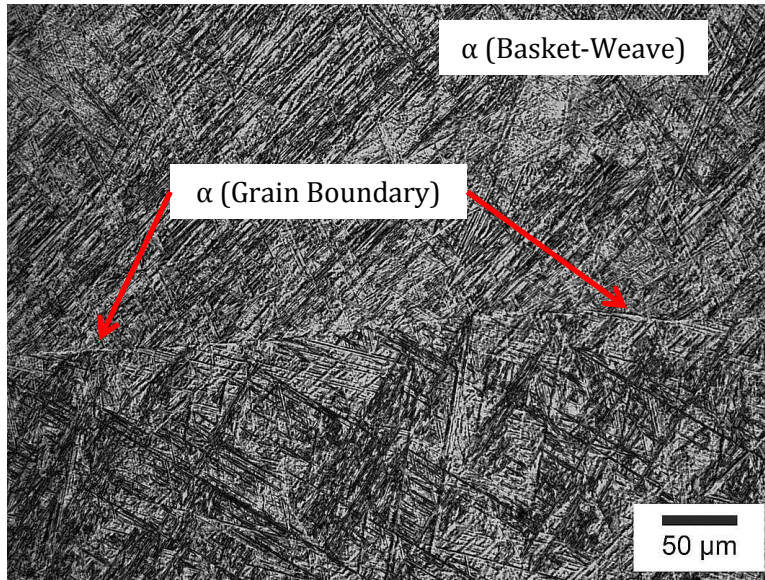 α (Basket-Weave)
α (Grain Boundary)
50 μm